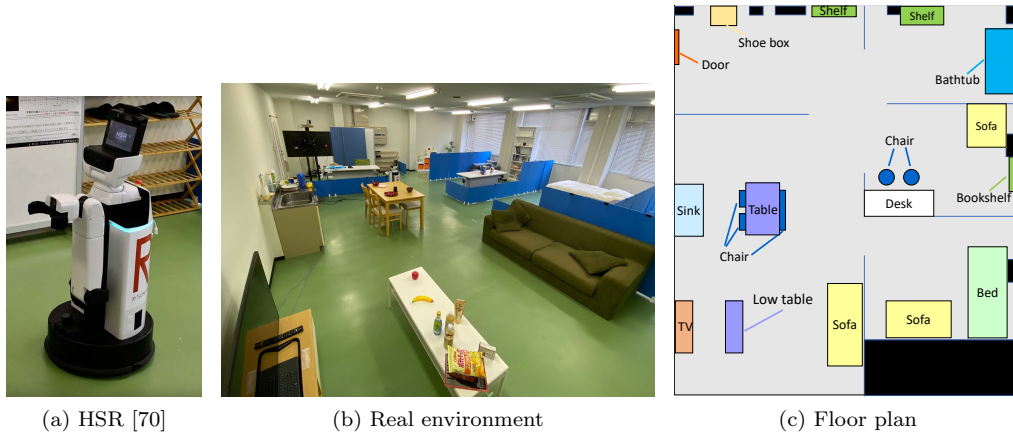 HSR
R
Shelf
Shelf
Shoe box
Door
Bathtub
Sofa
Chair
Sink
Table
Desk
Bookshelf
Chair
Bed
Low table
TV
Sofa
Sofa
(a) HSR [70]
(b) Real environment
(c) Floor plan